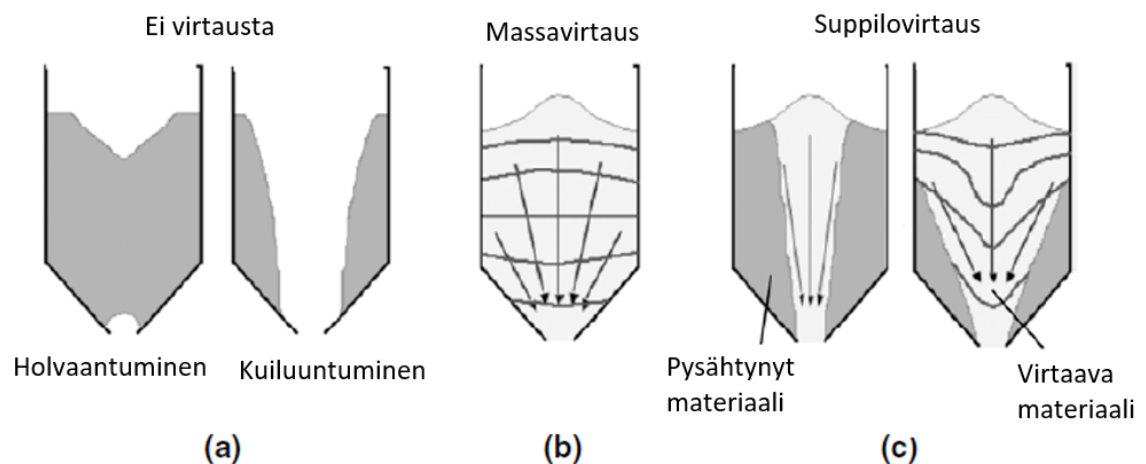 Ei virtausta
Massavirtaus
Suppilovirtaus
Holvaantuminen
Kuiluuntuminen
Pysähtynyt
materiaali
Virtaava
materiaali
(a)
(b)
(c)